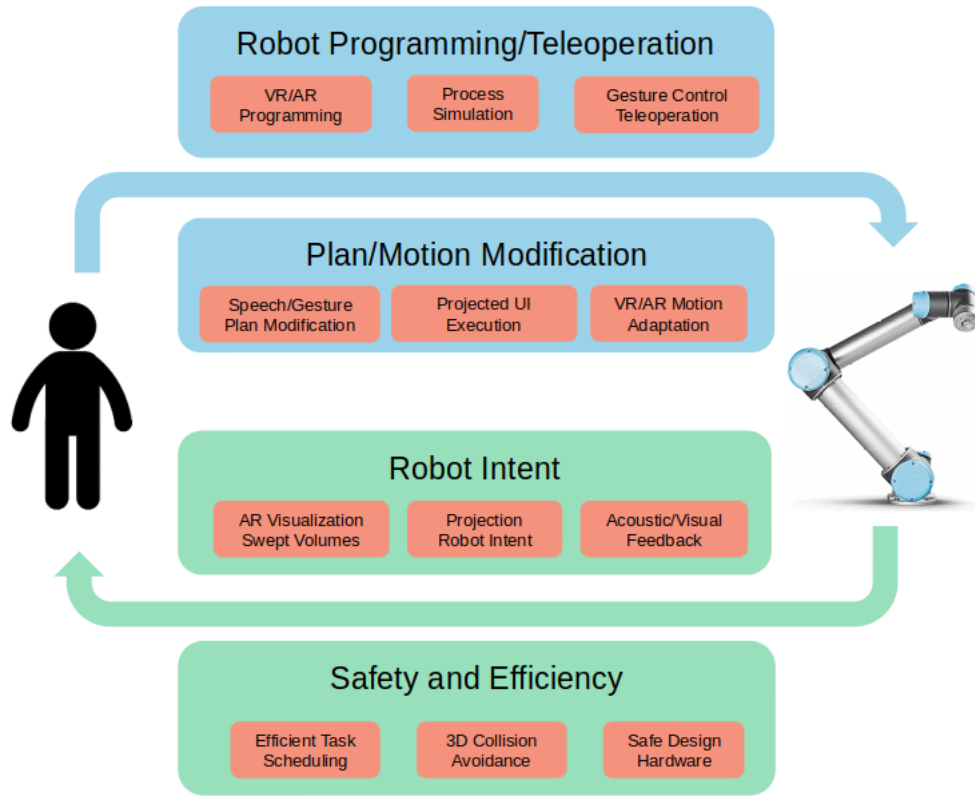 Robot Programming/Teleoperation
VR/AR
Programming
Process
Simulation
Gesture Control
Teleoperation
Plan/Motion Modification
Speech/Gesture
Plan Modification
Projected UI
Execution
VR/AR Motion
Adaptation
Robot Intent
AR Visualization
Swept Volumes
Projection
Robot Intent
Acoustic/Visual
Feedback
Safety and Efficiency
Efficient Task
Scheduling
3D Collision
Avoidance
Safe Design
Hardware